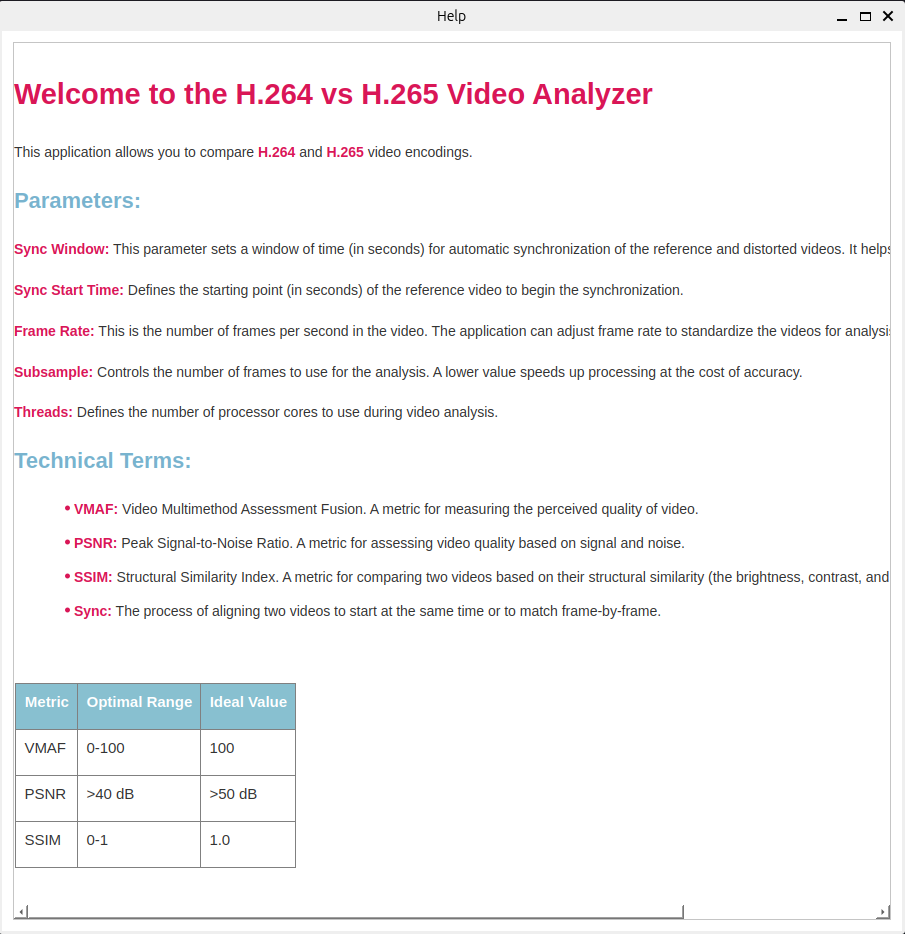 Help
Welcome to the H.264 vs H.265 Video Analyzer
This application allows you to compare H.264 and H.265 video encodings.
Parameters:
Sync Window: This parameter sets a window of time (in seconds) for automatic synchronization of the reference and distorted videos. It helps
Sync Start Time: Defines the starting point (in seconds) of the reference video to begin the synchronization.
Frame Rate: This is the number of frames per second in the video. The application can adjust frame rate to standardize the videos for analysi
Subsample: Controls the number of frames to use for the analysis. A lower value speeds up processing at the cost of accuracy.
Threads: Defines the number of processor cores to use during video analysis.
Technical Terms:
• VMAF: Video Multimethod Assessment Fusion. A metric for measuring the perceived quality of video.
• PSNR: Peak Signal-to-Noise Ratio. A metric for assessing video quality based on signal and noise.
• SSIM: Structural Similarity Index. A metric for comparing two videos based on their structural similarity (the brightness, contrast, and
• Sync: The process of aligning two videos to start at the same time or to match frame-by-frame.
Metric Optimal Range Ideal Value
VMAF 0-100 100
PSNR >40 dB >50 dB
SSIM 0-1 1.0